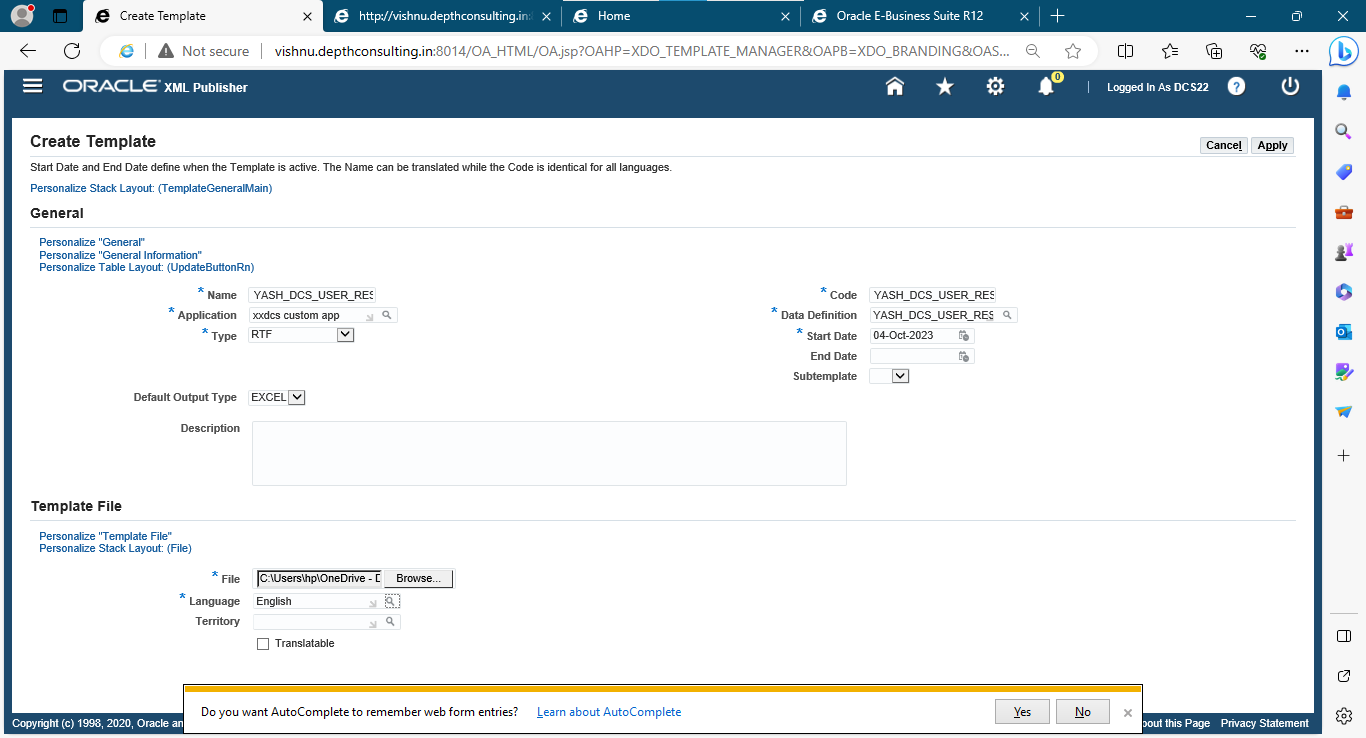 Create Template
http://vishnu.depthconsulting.in:
Home
Oracle E-Business Suite R12
Not secure
vishnu.depthconsulting.in:8014/OA_HTML/OA.jsp?OAHP=XDO_TEMPLATE_MANAGER&OAPB=XDO_BRANDING&OAS...
ORACLE XML Publisher
0
Logged In As DCS22
Create Template
Cancel Apply
Start Date and End Date define when the Template is active. The Name can be translated while the Code is identical for all languages.
Personalize Stack Layout: (TemplateGeneralMain)
General
Personalize "General"
Personalize "General Information"
Personalize Table Layout: (UpdateButtonRn)
* Name YASH_DCS_USER_RES
* Code YASH_DCS_USER_RES
* Application xxdcs custom app
* Data Definition YASH_DCS_USER_RES
* Type RTF
* Start Date 04-Oct-2023
End Date
Subtemplate
Default Output Type EXCEL
Description
Template File
Personalize "Template File"
Personalize Stack Layout: (File)
* File C:\Users\hp\OneDrive - D Browse...
* Language English
Territory
Translatable
Do you want AutoComplete to remember web form entries? Learn about AutoComplete Yes No
Copyright (c) 1998, 2020, Oracle an
bout this Page Privacy Statement